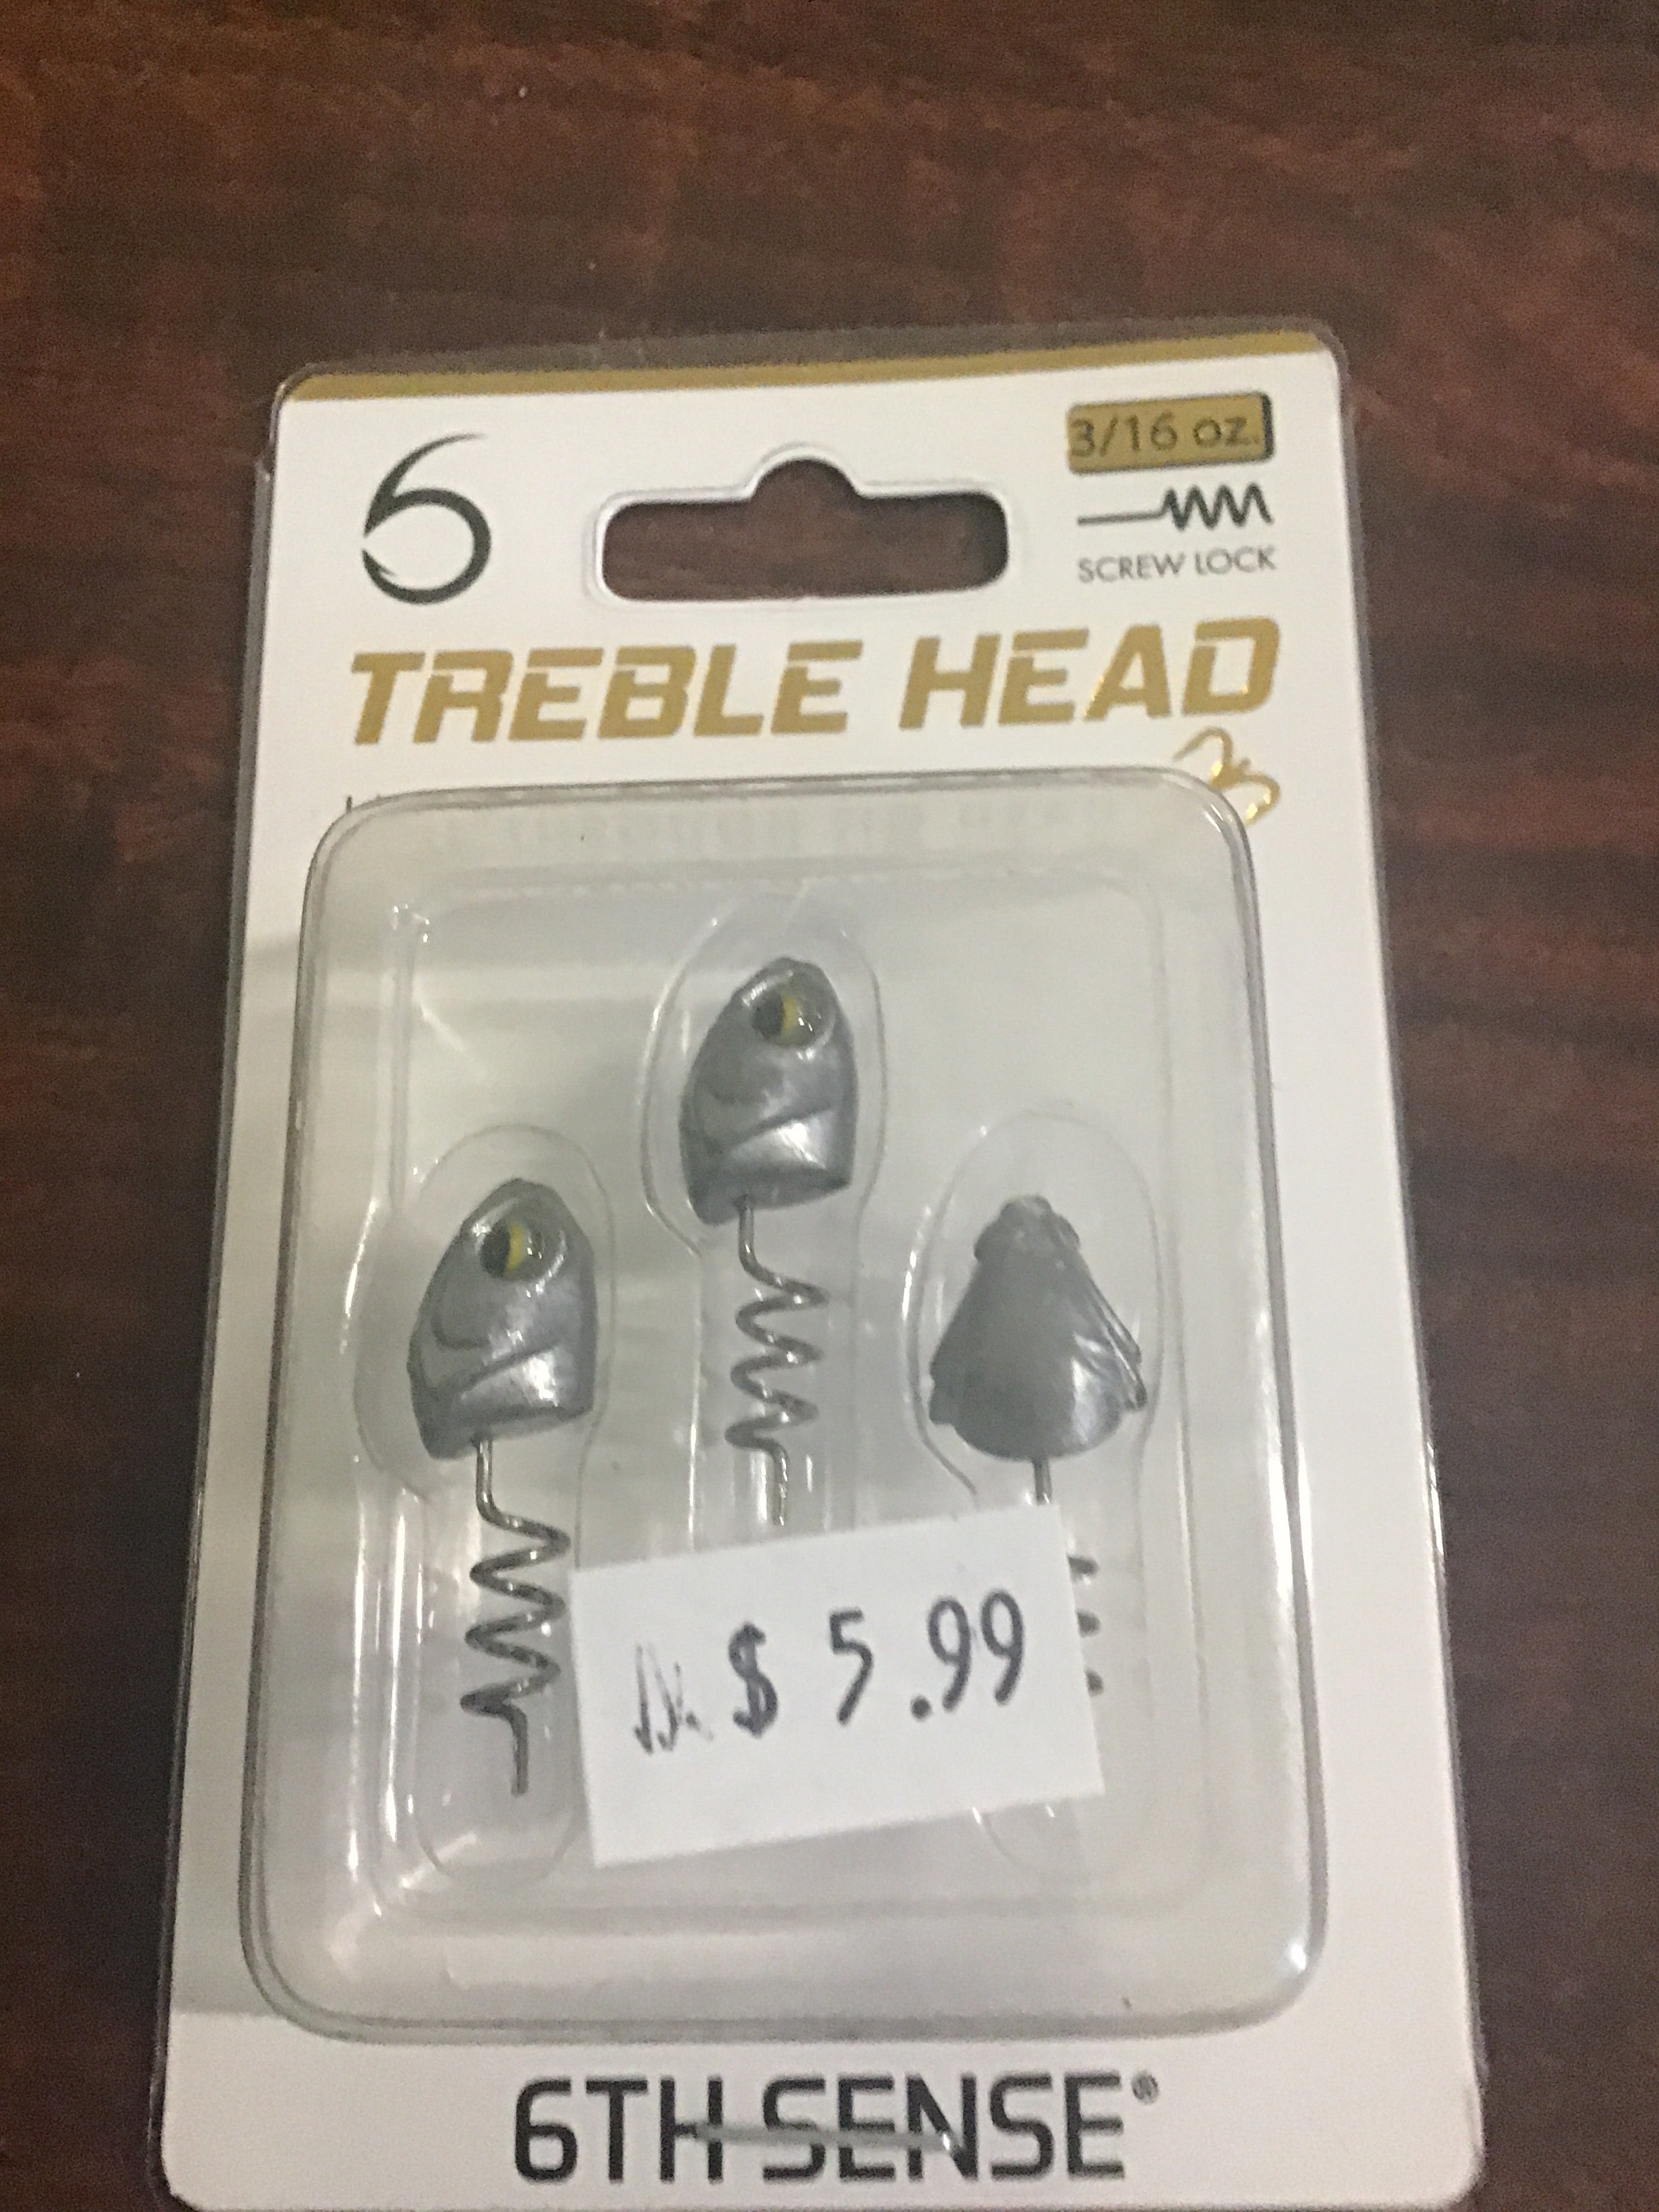 6
3/16 oz.
SCREW LOCK
TREBLE HEAD
$ 5.99
6TH SENSE®